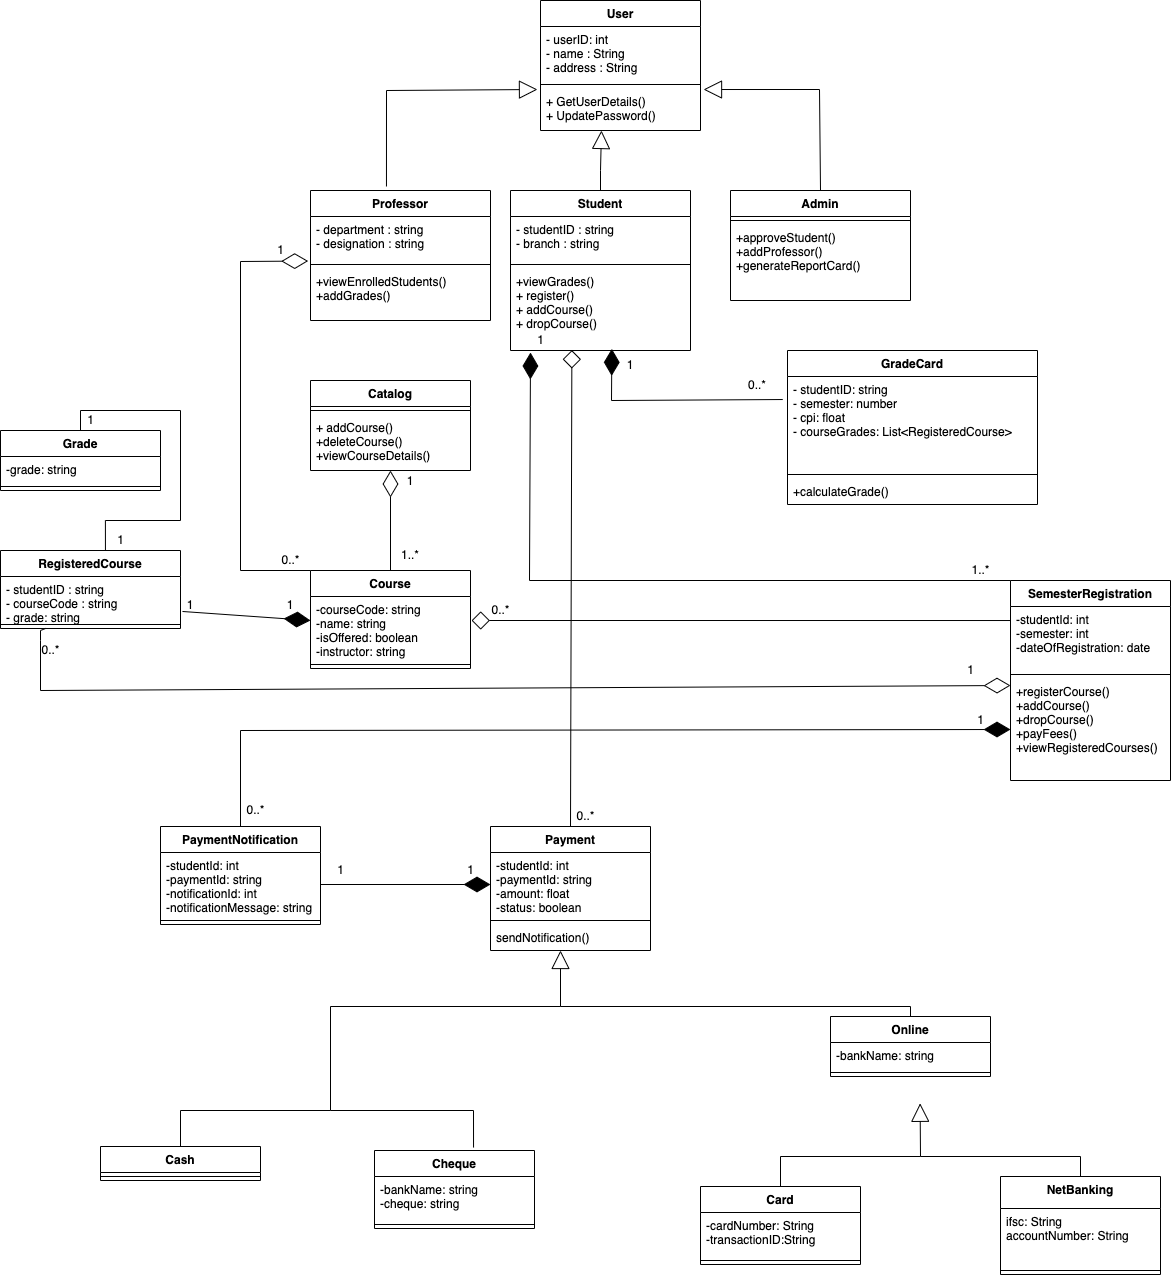 User
- userID: int
- name : String
- address : String
+ GetUserDetails()
+ UpdatePassword()
Professor
- department : string
- designation : string
+viewEnrolledStudents()
+addGrades()
Student
- studentID : string
- branch : string
+viewGrades()
+ register()
+ addCourse()
+ dropCourse()
Admin
+approveStudent()
+addProfessor()
+generateReportCard()
1
1
1
0..*
GradeCard
- studentID: string
- semester: number
- cpi: float
- courseGrades: List<RegisteredCourse>
+calculateGrade()
Catalog
+ addCourse()
+deleteCourse()
+viewCourseDetails()
1
1
Grade
-grade: string
1
0..*
1..*
1..*
RegisteredCourse
- studentID : string
- courseCode : string
- grade: string
1
1
Course
-courseCode: string
-name: string
-isOffered: boolean
-instructor: string
0..*
SemesterRegistration
-studentId: int
-semester: int
-dateOfRegistration: date
+registerCourse()
+addCourse()
+dropCourse()
+payFees()
+viewRegisteredCourses()
0..*
1
1
0..*
0..*
PaymentNotification
-studentId: int
-paymentId: string
-notificationId: int
-notificationMessage: string
1
1
Payment
-studentId: int
-paymentId: string
-amount: float
-status: boolean
sendNotification()
Online
-bankName: string
Cash
Cheque
-bankName: string
-cheque: string
Card
-cardNumber: String
-transactionID:String
NetBanking
ifsc: String
accountNumber: String